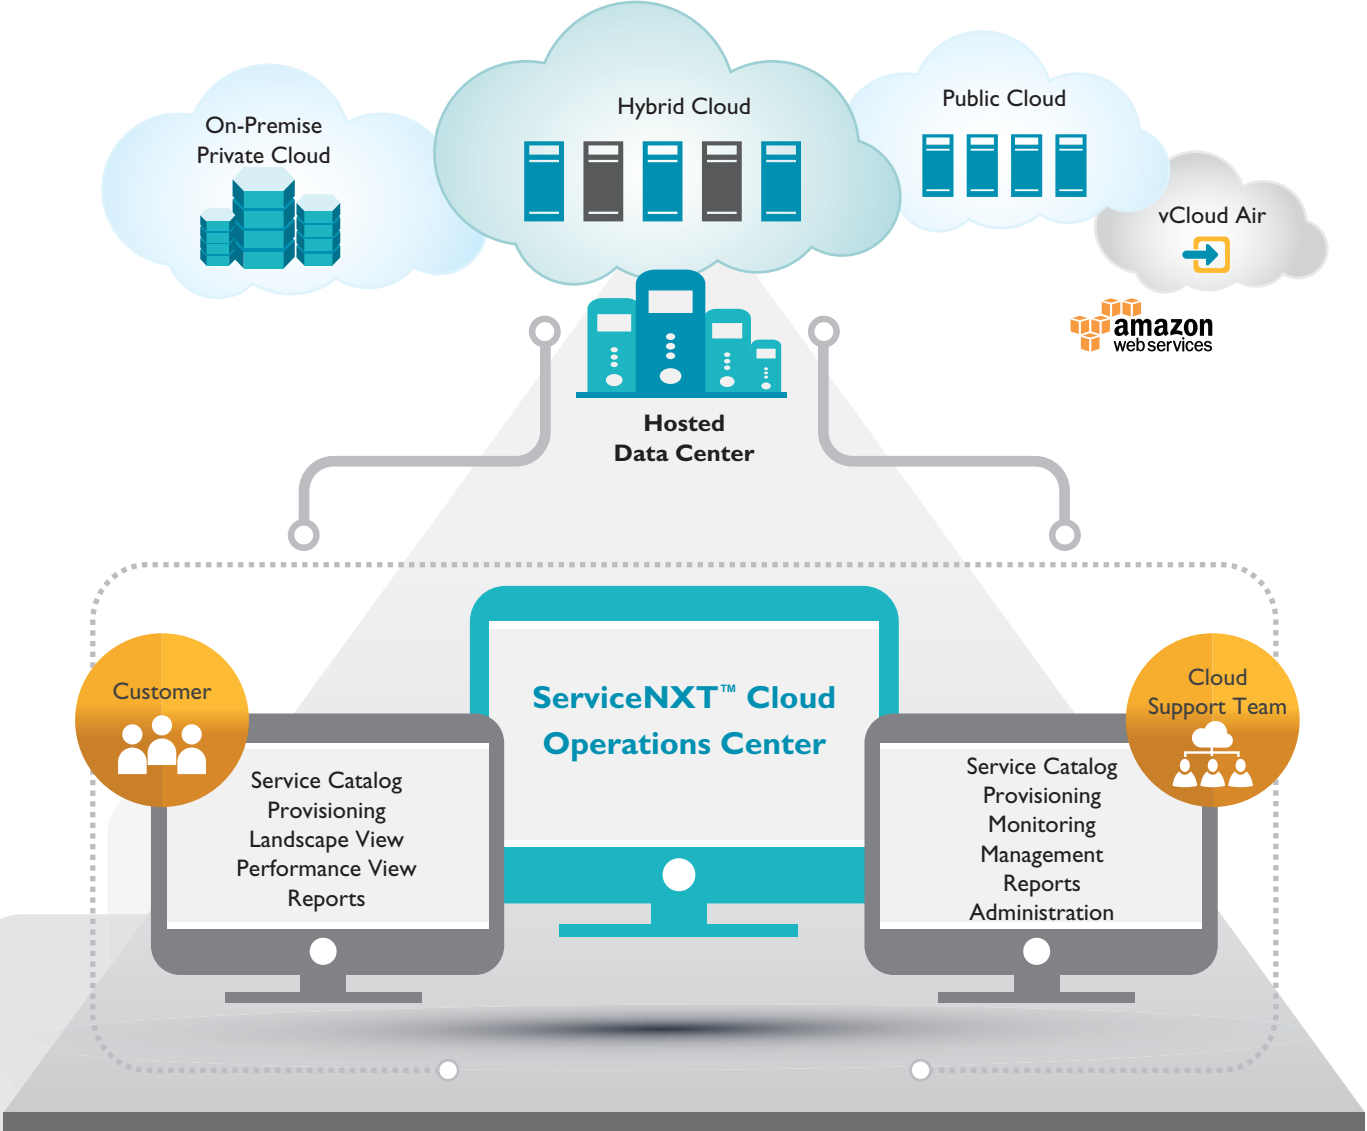 On-Premise
Private Cloud
Hybrid Cloud
Public Cloud
vCloud Air
amazon
webservices
Hosted
Data Center
ServiceNXT™ Cloud
Operations Center
Customer
Service Catalog
Provisioning
Landscape View
Performance View
Reports
Cloud
Support Team
Service Catalog
Provisioning
Monitoring
Management
Reports
Administration